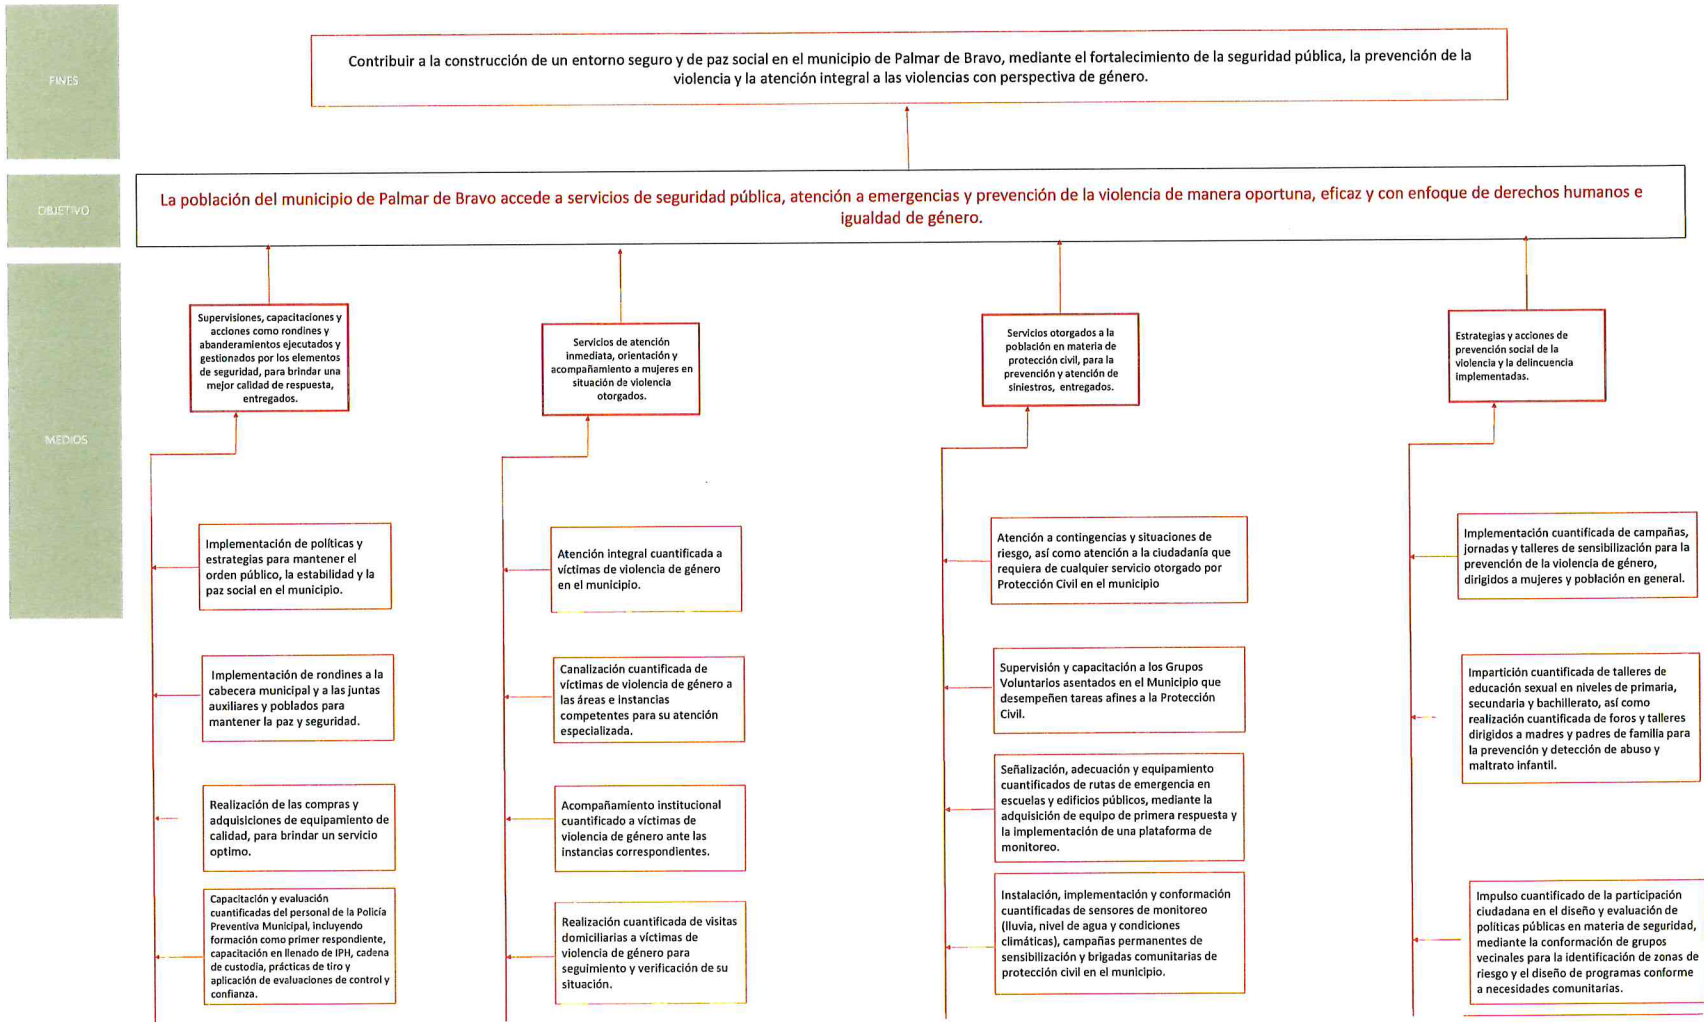 FINES
Contribuir a la construcción de un entorno seguro y de paz social en el municipio de Palmar de Bravo, mediante el fortalecimiento de la seguridad pública, la prevención de la
violencia y la atención integral a las violencias con perspectiva de género.
OBJETIVO
La población del municipio de Palmar de Bravo accede a servicios de seguridad pública, atención a emergencias y prevención de la violencia de manera oportuna, eficaz y con enfoque de derechos humanos e
igualdad de género.
MEDIOS
Supervisiones, capacitaciones y
acciones como rondines y
abanderamientos ejecutados y
gestionados por los elementos
de seguridad, para brindar una
mejor calidad de respuesta,
entregados.
Servicios de atención
inmediata, orientación y
acompañamiento a mujeres en
situación de violencia
otorgados.
Servicios otorgados a la
población en materia de
protección civil, para la
prevención y atención de
siniestros, entregados.
Estrategias y acciones de
prevención social de la
violencia y la delincuencia
implementadas.
Implementación de políticas y
estrategias para mantener el
orden público, la estabilidad y la
paz social en el municipio.
Atención integral cuantificada a
víctimas de violencia de género
en el municipio.
Atención a contingencias y situaciones de
riesgo, así como atención a la ciudadanía que
requiera de cualquier servicio otorgado por
Protección Civil en el municipio
Implementación cuantificada de campañas,
jornadas y talleres de sensibilización para la
prevención de la violencia de género,
dirigidos a mujeres y población en general.
Implementación de rondines a la
cabecera municipal y a las juntas
auxiliares y poblados para
mantener la paz y seguridad.
Canalización cuantificada de
víctimas de violencia de género a
las áreas e instancias
competentes para su atención
especializada.
Supervisión y capacitación a los Grupos
Voluntarios asentados en el Municipio que
desempeñen tareas afines a la Protección
Civil.
Impartición cuantificada de talleres de
educación sexual en niveles de primaria,
secundaria y bachillerato, así como
realización cuantificada de foros y talleres
dirigidos a madres y padres de familia para
la prevención y detección de abuso y
maltrato infantil.
Realización de las compras y
adquisiciones de equipamiento de
calidad, para brindar un servicio
optimo.
Acompañamiento institucional
cuantificado a víctimas de
violencia de género ante las
instancias correspondientes.
Señalización, adecuación y equipamiento
cuantificados de rutas de emergencia en
escuelas y edificios públicos, mediante la
adquisición de equipo de primera respuesta y
la implementación de una plataforma de
monitoreo.
Capacitación y evaluación
cuantificadas del personal de la Policía
Preventiva Municipal, incluyendo
formación como primer respondiente,
capacitación en llenado de IPH, cadena
de custodia, prácticas de tiro y
aplicación de evaluaciones de control y
confianza.
Realización cuantificada de visitas
domiciliarias a víctimas de
violencia de género para
seguimiento y verificación de su
situación.
Instalación, implementación y conformación
cuantificadas de sensores de monitoreo
(lluvia, nivel de agua y condiciones
climáticas), campañas permanentes de
sensibilización y brigadas comunitarias de
protección civil en el municipio.
Impulso cuantificado de la participación
ciudadana en el diseño y evaluación de
políticas públicas en materia de seguridad,
mediante la conformación de grupos
vecinales para la identificación de zonas de
riesgo y el diseño de programas conforme
a necesidades comunitarias.